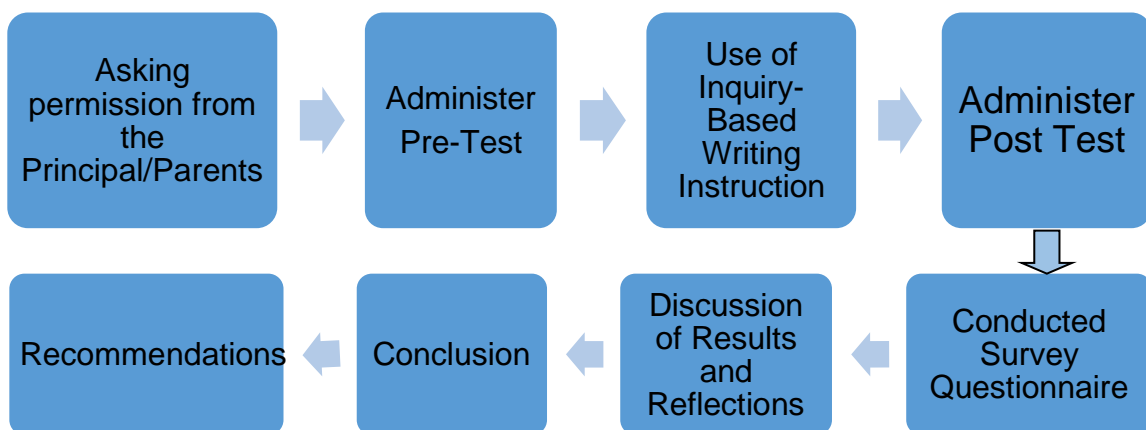 Asking
permission from
the
Principal/Parents
Administer
Pre-Test
Use of
Inquiry-
Based
Writing
Instruction
Administer
Post Test
Conducted
Survey
Questionnaire
Discussion
of Results
and
Reflections
Conclusion
Recommendations